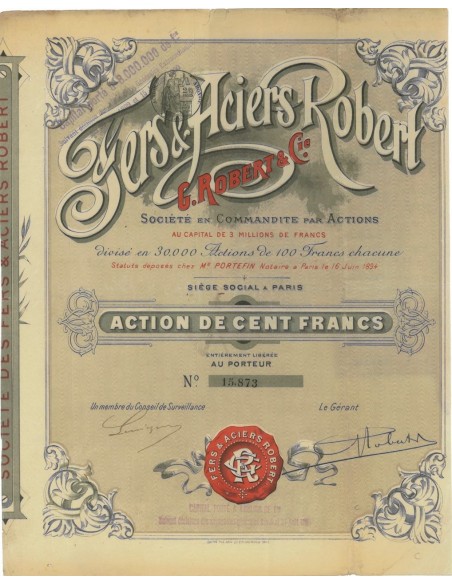 SOCIÉTÉ DES FERS & ACIERS ROBERT
Fers & Aciers Robert
G. ROBERT & Cie
SOCIÉTÉ EN COMMANDITE PAR ACTIONS
AU CAPITAL DE 3 MILLIONS DE FRANCS
divisé en 30.000 Actions de 100 Francs chacune
Statuts déposés chez Me PORTEFIN Notaire à Paris le 16 Juin 1894
SIÈGE SOCIAL À PARIS
ACTION DE CENT FRANCS
ENTIÈREMENT LIBÉRÉE
AU PORTEUR
No 15.873
Un membre du Conseil de Surveillance
Le Gérant
FERS & ACIERS ROBERT